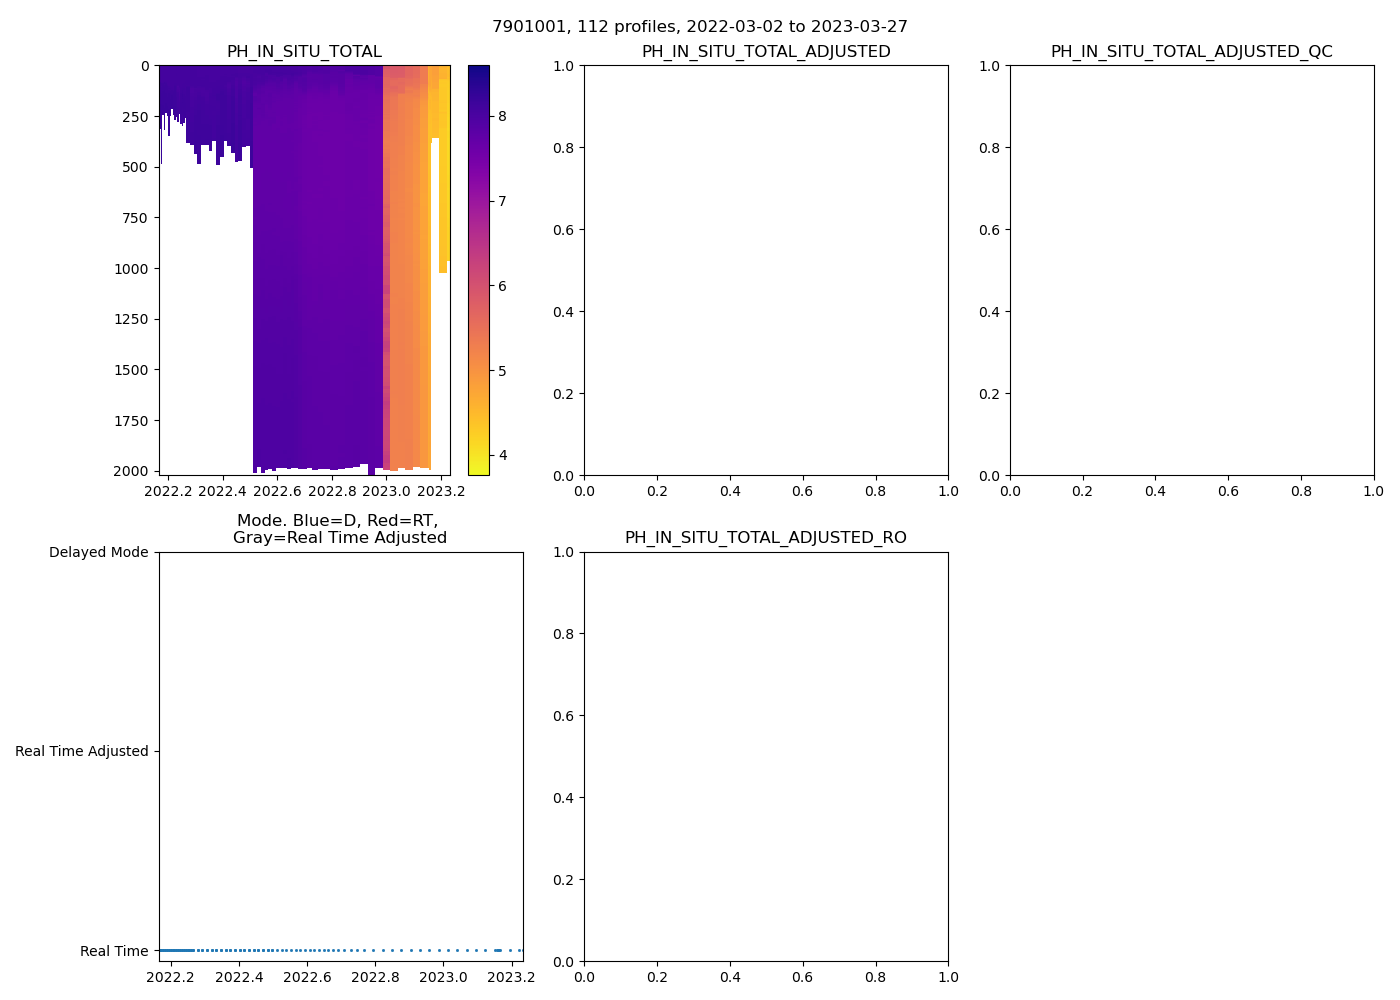 7901001, 112 profiles, 2022-03-02 to 2023-03-27
PH_IN_SITU_TOTAL
0
250
500
750
1000
1250
1500
1750
2000
2022.2 2022.4 2022.6 2022.8 2023.0 2023.2
8
7
6
5
4
PH_IN_SITU_TOTAL_ADJUSTED
1.0
0.8
0.6
0.4
0.2
0.0
0.0 0.2 0.4 0.6 0.8 1.0
PH_IN_SITU_TOTAL_ADJUSTED_QC
1.0
0.8
0.6
0.4
0.2
0.0
0.0 0.2 0.4 0.6 0.8 1.0
Mode. Blue=D, Red=RT,
Gray=Real Time Adjusted
Delayed Mode
Real Time Adjusted
Real Time
2022.2 2022.4 2022.6 2022.8 2023.0 2023.2
PH_IN_SITU_TOTAL_ADJUSTED_RO
1.0
0.8
0.6
0.4
0.2
0.0
0.0 0.2 0.4 0.6 0.8 1.0